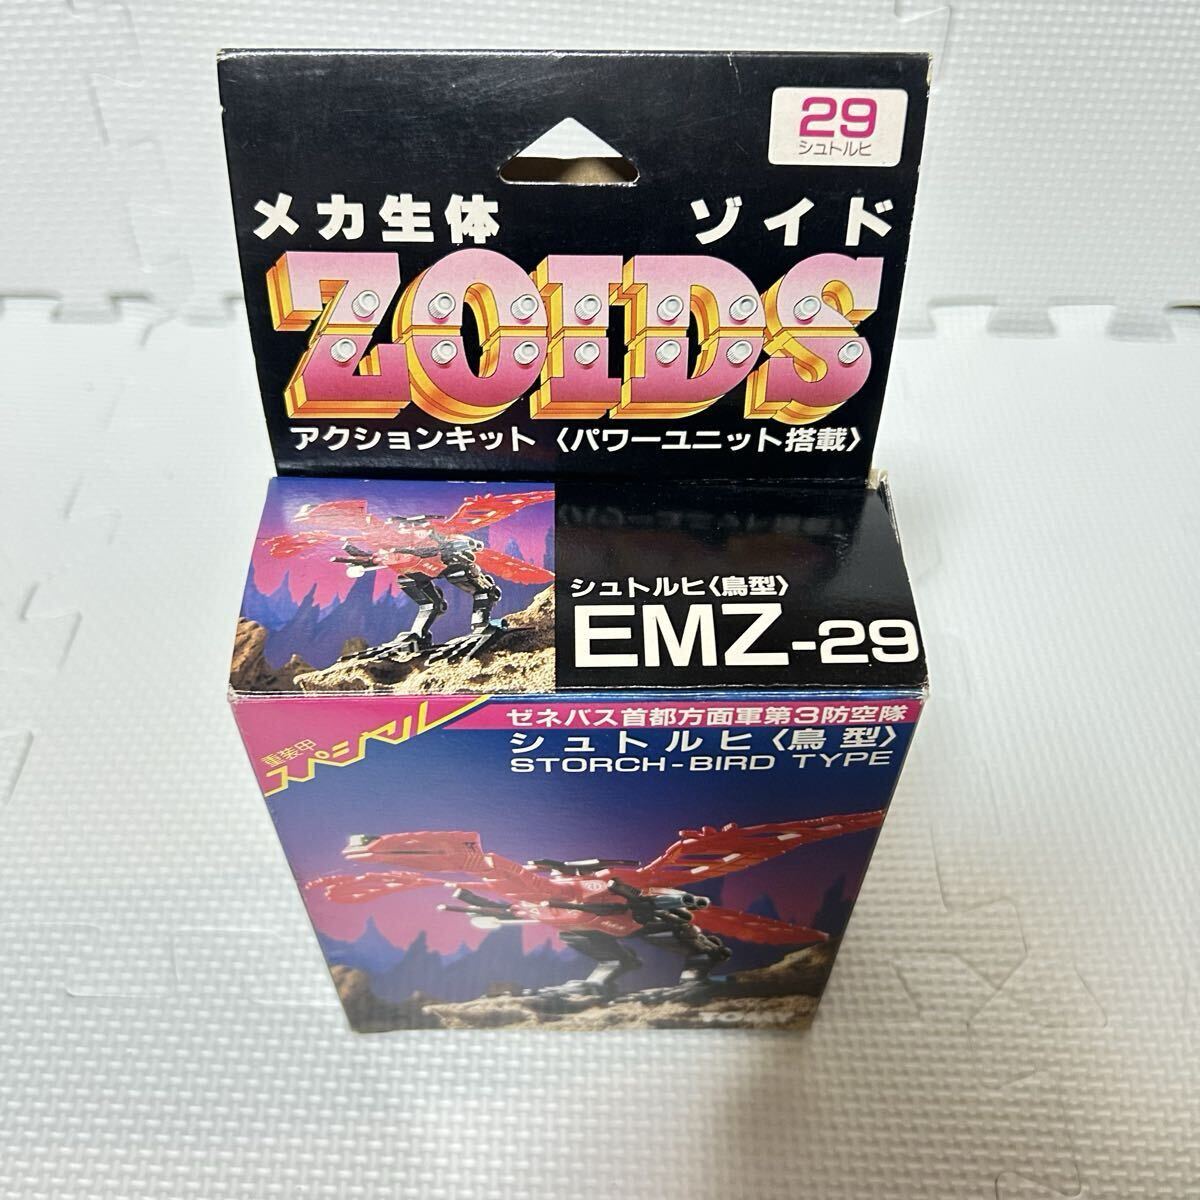 29
シュトルヒ
メカ生体 ゾイド
ZOIDS
アクションキット〈パワーユニット搭載〉
シュトルヒ〈鳥型〉
EMZ-29
重装甲
スペシャル
ゼネバス首都方面軍第3防空隊
シュトルヒ〈鳥型〉
STORCH-BIRD TYPE
TOMY